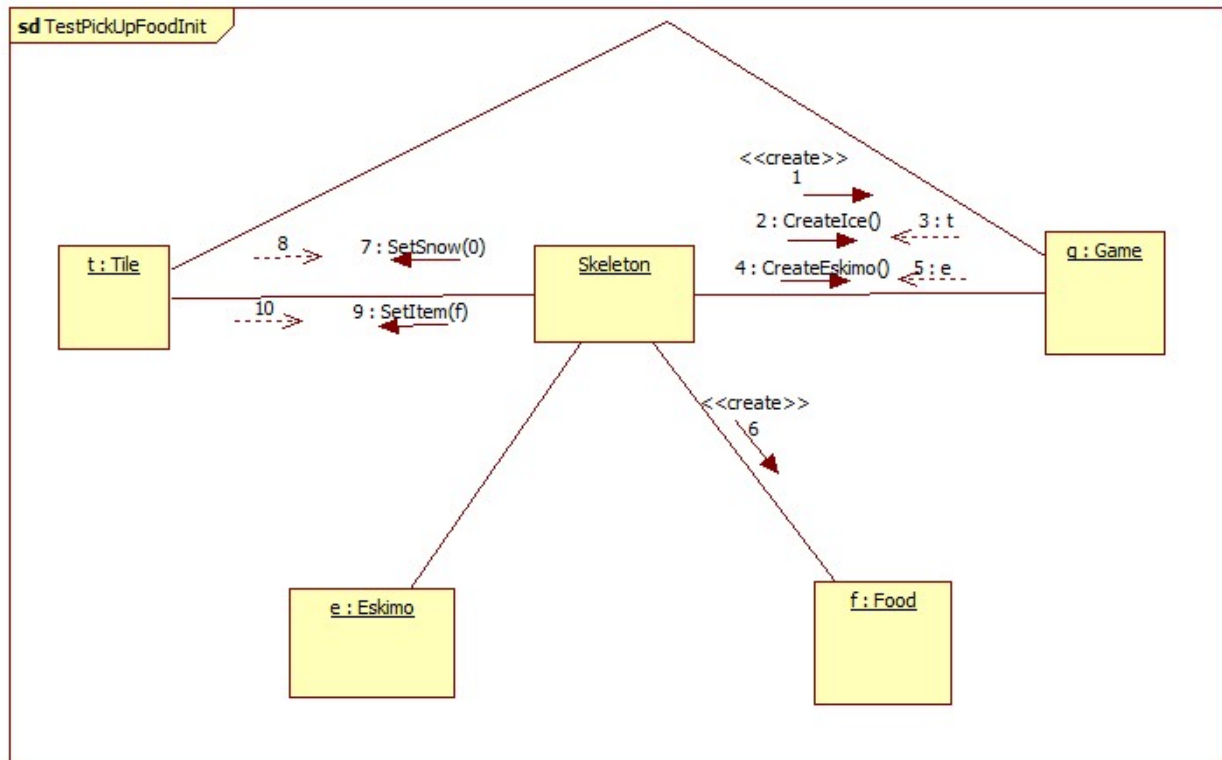 sd TestPickUpFoodInit
<<create>>
1
2 : CreateIce()
3 : t
8
7 : SetSnow(0)
t : Tile
Skeleton
g : Game
4 : CreateEskimo()
5 : e
10
9 : SetItem(f)
<<create>>
6
e : Eskimo
f : Food